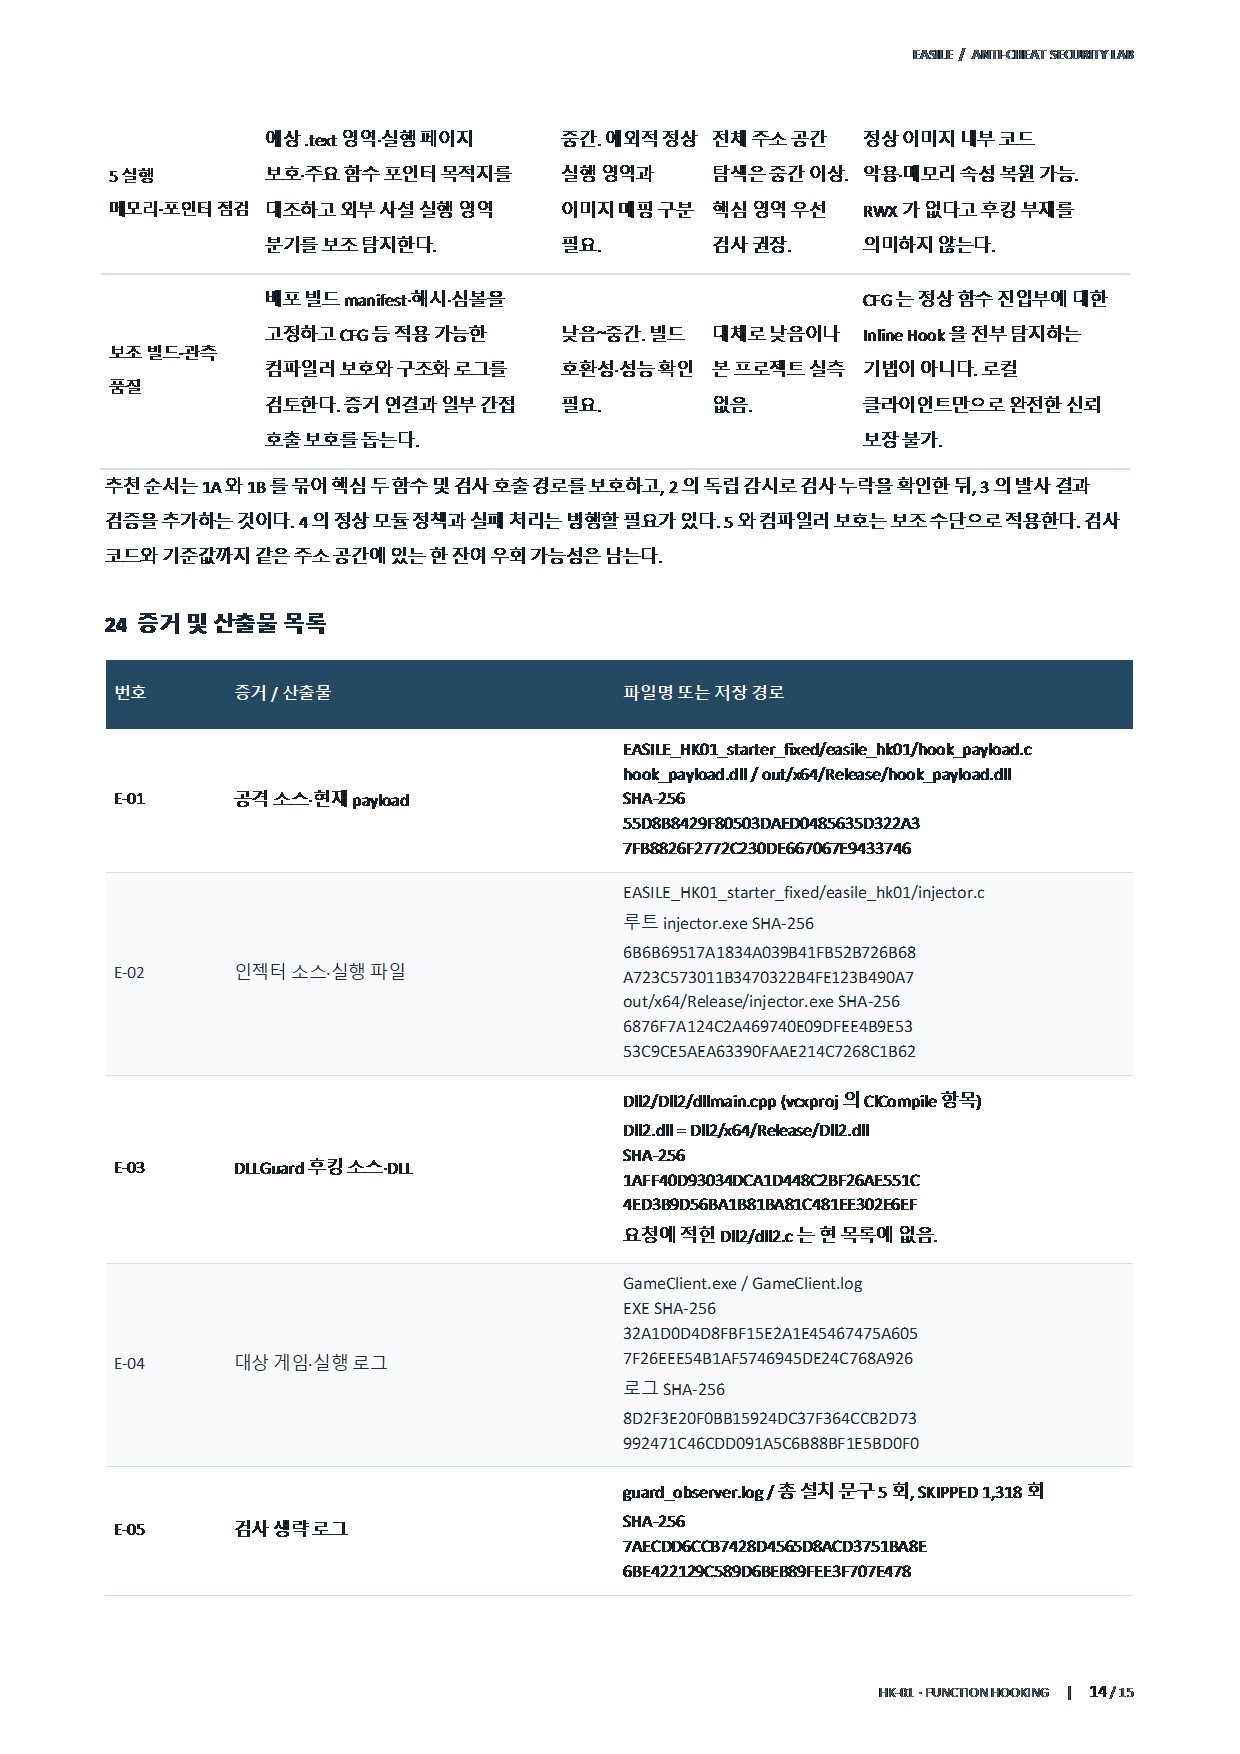 EASILE / ANTI-CHEAT SECURITY LAB
5 실행
메모리·포인터 점검
예상 .text 영역·실행 페이지
보호·주요 함수 포인터 목적지를
대조하고 외부 사설 실행 영역
분기를 보조 탐지한다.
중간. 예외적 정상
실행 영역과
이미지 매핑 구분
필요.
전체 주소 공간
탐색은 중간 이상.
핵심 영역 우선
검사 권장.
정상 이미지 내부 코드
악용·메모리 속성 복원 가능.
RWX 가 없다고 후킹 부재를
의미하지 않는다.
보조 빌드·관측
품질
배포 빌드 manifest·해시·심볼을
고정하고 CFG 등 적용 가능한
컴파일러 보호와 구조화 로그를
검토한다. 증거 연결과 일부 간접
호출 보호를 돕는다.
낮음~중간. 빌드
호환성·성능 확인
필요.
대체로 낮음이나
본 프로젝트 실측
없음.
CFG 는 정상 함수 진입부에 대한
Inline Hook 을 전부 탐지하는
기법이 아니다. 로컬
클라이언트만으로 완전한 신뢰
보장 불가.
추천 순서는 1A 와 1B 를 묶어 핵심 두 함수 및 검사 호출 경로를 보호하고, 2 의 독립 감시로 검사 누락을 확인한 뒤, 3 의 발사 결과
검증을 추가하는 것이다. 4 의 정상 모듈 정책과 실패 처리는 병행할 필요가 있다. 5 와 컴파일러 보호는 보조 수단으로 적용한다. 검사
코드와 기준값까지 같은 주소 공간에 있는 한 잔여 우회 가능성은 남는다.
24 증거 및 산출물 목록
번호 증거 / 산출물 파일명 또는 저장 경로
E-01 공격 소스·현재 payload
EASILE_HK01_starter_fixed/easile_hk01/hook_payload.c
hook_payload.dll / out/x64/Release/hook_payload.dll
SHA-256
55D8B8429F80503DAED0485635D322A3
7FB8826F2772C230DE667067E9433746
E-02 인젝터 소스·실행 파일
EASILE_HK01_starter_fixed/easile_hk01/injector.c
루트 injector.exe SHA-256
6B6B69517A1834A039B41FB52B726B68
A723C573011B3470322B4FE123B490A7
out/x64/Release/injector.exe SHA-256
6876F7A124C2A469740E09DFEE4B9E53
53C9CE5AEA63390FAAE214C7268C1B62
E-03 DLLGuard 후킹 소스·DLL
Dll2/Dll2/dllmain.cpp (vcxproj 의 ClCompile 항목)
Dll2.dll = Dll2/x64/Release/Dll2.dll
SHA-256
1AFF40D93034DCA1D448C2BF26AE551C
4ED3B9D56BA1B81BA81C481EE302E6EF
요청에 적힌 Dll2/dll2.c 는 현 목록에 없음.
E-04 대상 게임·실행 로그
GameClient.exe / GameClient.log
EXE SHA-256
32A1D0D4D8FBF15E2A1E45467475A605
7F26EEE54B1AF5746945DE24C768A926
로그 SHA-256
8D2F3E20F0BB15924DC37F364CCB2D73
992471C46CDD091A5C6B88BF1E5BD0F0
E-05 검사 생략 로그
guard_observer.log / 총 설치 문구 5 회, SKIPPED 1,318 회
SHA-256
7AECDD6CCB7428D4565D8ACD3751BA8E
6BE422129C589D6BEB89FEE3F707E478
HK-01 · FUNCTION HOOKING | 14 / 15